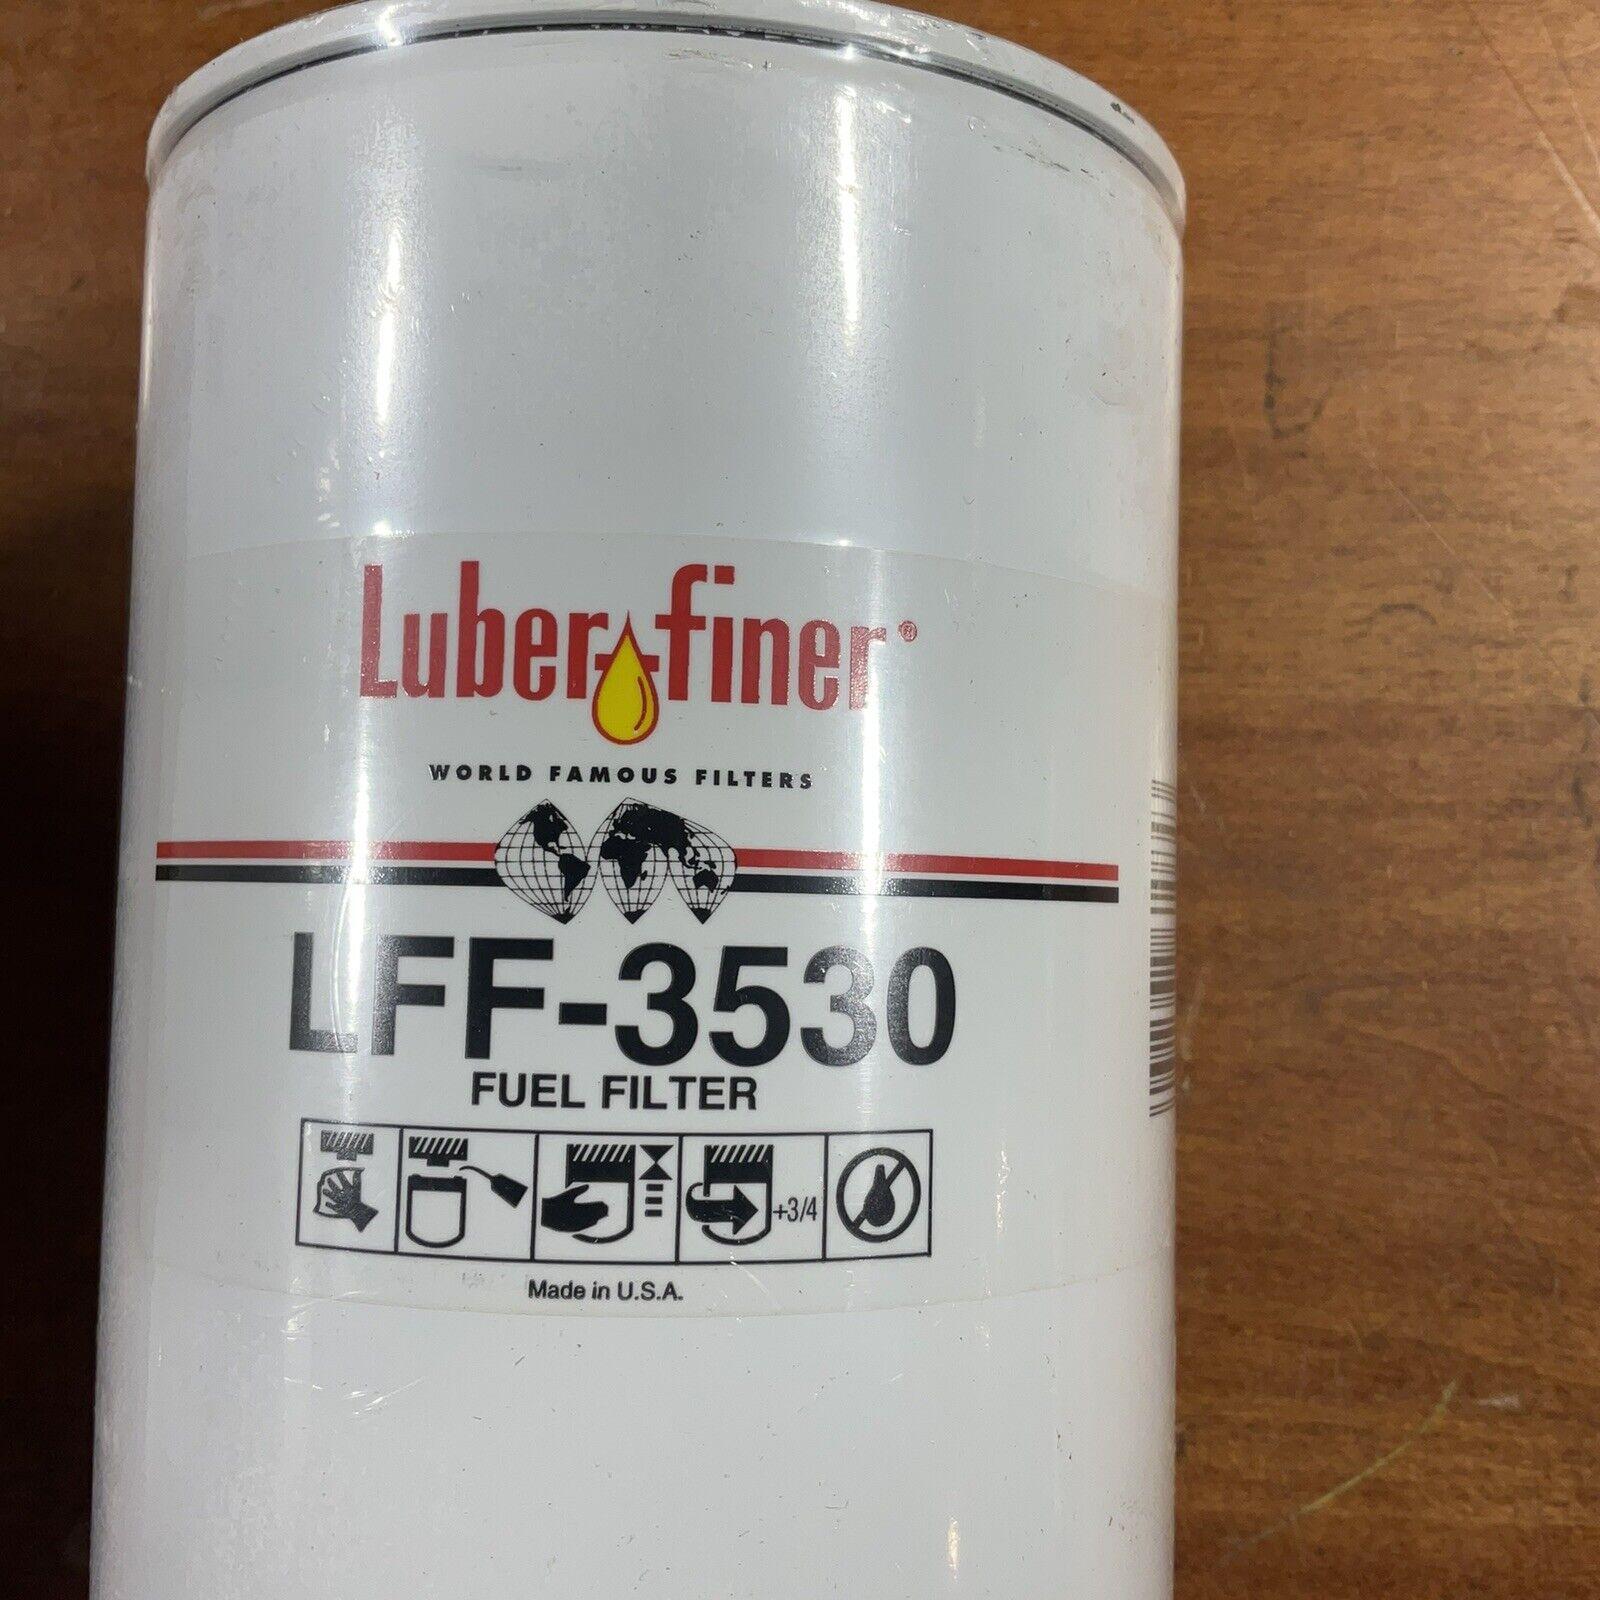 Luber-finer®
WORLD FAMOUS FILTERS
LFF-3530
FUEL FILTER
+3/4
Made in U.S.A.